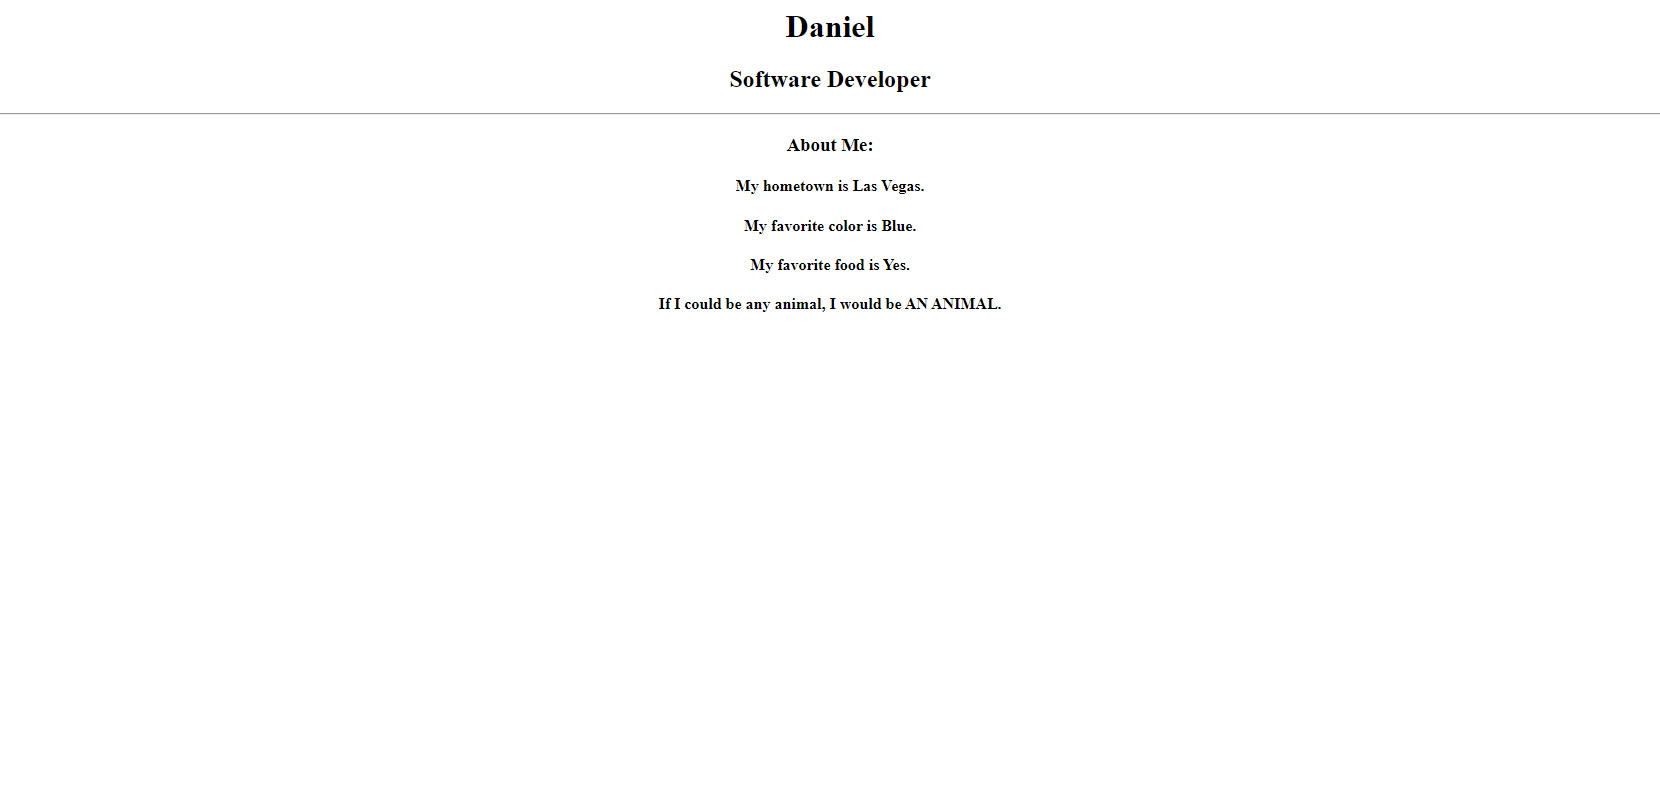 Daniel
Software Developer
About Me:
My hometown is Las Vegas.
My favorite color is Blue.
My favorite food is Yes.
If I could be any animal, I would be AN ANIMAL.